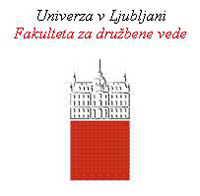 Univerza v Ljubljani
Fakulteta za družbene vede